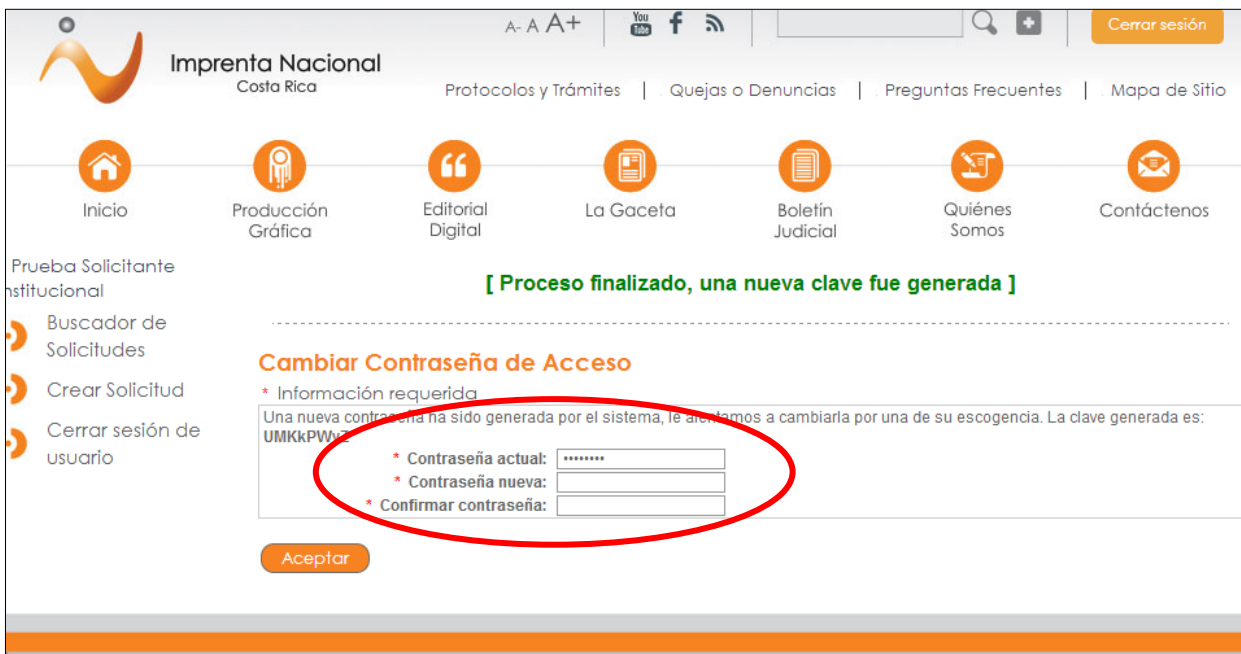 A- A A+
You
Tube
Cerrar sesión
Imprenta Nacional
Costa Rica
Protocolos y Trámites | Quejas o Denuncias | Preguntas Frecuentes | Mapa de Sitio
Inicio
Producción
Gráfica
Editorial
Digital
La Gaceta
Boletín
Judicial
Quiénes
Somos
Contáctenos
Prueba Solicitante
nstitucional
[ Proceso finalizado, una nueva clave fue generada ]
Buscador de
Solicitudes
Crear Solicitud
Cerrar sesión de
usuario
Cambiar Contraseña de Acceso
* Información requerida
Una nueva contraseña ha sido generada por el sistema, le alentamos a cambiarla por una de su escogencia. La clave generada es:
* Contraseña actual: ••••••••
* Contraseña nueva:
* Confirmar contraseña:
Aceptar